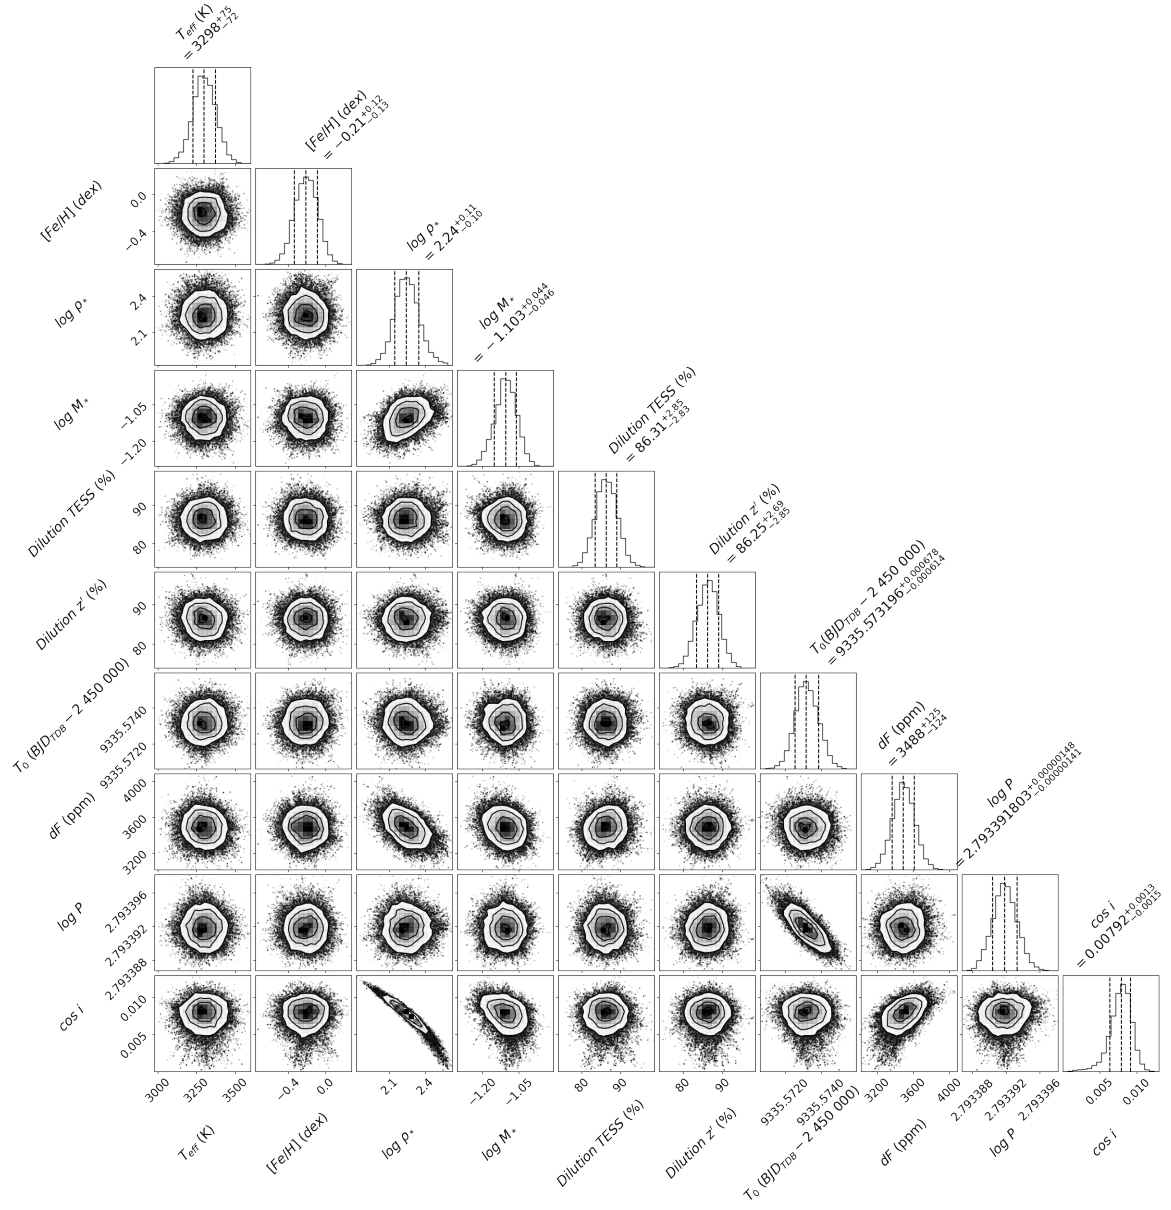 T_eff (K)
= 3298 +75 −72
[Fe/H] (dex)
= −0.21 +0.12 −0.13
log ρ*
= 2.24 +0.11 −0.10
log M*
= −1.103 +0.044 −0.046
Dilution TESS (%)
= 86.31 +2.85 −2.83
Dilution z′ (%)
= 86.25 +2.69 −2.85
T0 (BJD_TDB − 2 450 000)
= 9335.573196 +0.000678 −0.000614
dF (ppm)
= 3488 +125 −124
log P
= 2.793391803 +0.00000148 −0.00000141
cos i
= 0.00792 +0.0013 −0.0015
[Fe/H] (dex)
0.0
−0.4
log ρ*
2.4
2.1
log M*
−1.05
−1.20
Dilution TESS (%)
90
80
Dilution z′ (%)
90
80
T0 (BJD_TDB − 2 450 000)
9335.5740
9335.5720
dF (ppm)
4000
3600
3200
log P
2.793396
2.793392
2.793388
cos i
0.010
0.005
3000 3250 3500
−0.4 0.0
2.1 2.4
−1.20 −1.05
80 90
80 90
9335.5720 9335.5740
3200 3600 4000
2.793388 2.793392 2.793396
0.005 0.010
T_eff (K)
[Fe/H] (dex)
log ρ*
log M*
Dilution TESS (%)
Dilution z′ (%)
T0 (BJD_TDB − 2 450 000)
dF (ppm)
log P
cos i